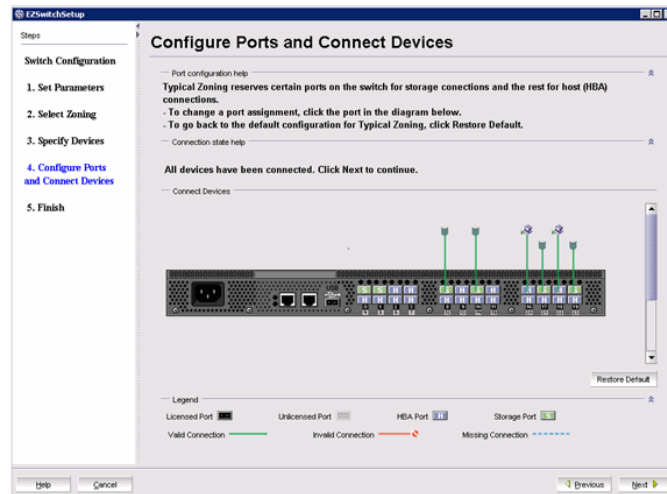 EZSwitchSetup
Steps
Switch Configuration
1. Set Parameters
2. Select Zoning
3. Specify Devices
4. Configure Ports
and Connect Devices
5. Finish
Configure Ports and Connect Devices
Port configuration help
Typical Zoning reserves certain ports on the switch for storage conections and the rest for host (HBA)
connections.
- To change a port assignment, click the port in the diagram below.
- To go back to the default configuration for Typical Zoning, click Restore Default.
Connection state help
All devices have been connected. Click Next to continue.
Connect Devices
Restore Default
Legend
Licensed Port
Unlicensed Port
HBA Port
Storage Port
Valid Connection
Invalid Connection
Missing Connection
Help
Cancel
Previous
Next